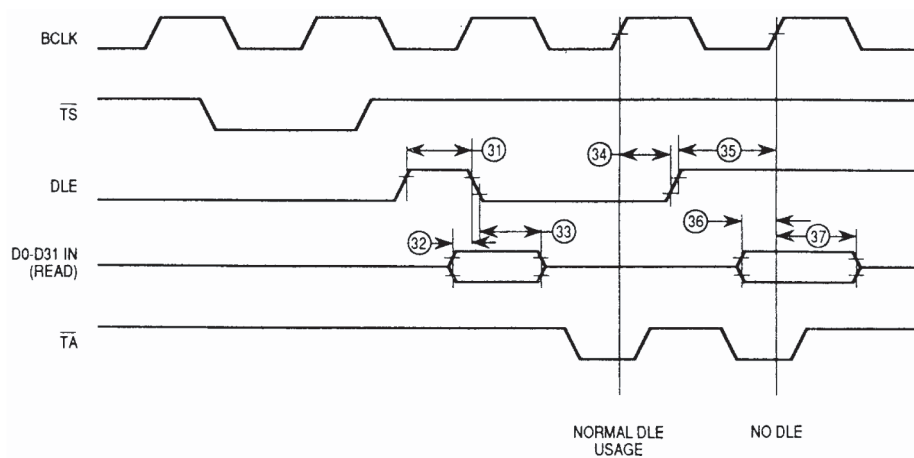 BCLK
TS
31
34
35
DLE
36
33
32
37
D0-D31 IN
(READ)
TA
NORMAL DLE
USAGE
NO DLE